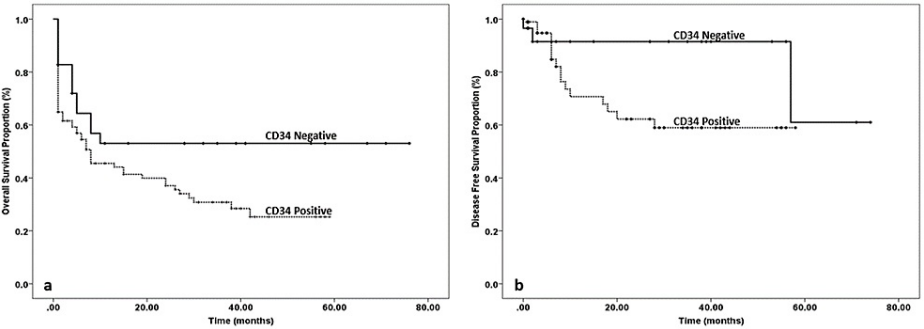 Overall Survival Proportion (%)
1.0
0.8
0.6
0.4
0.2
0.0
CD34 Negative
CD34 Positive
a
.00 20.00 40.00 60.00 80.00
Time (months)
Disease Free Survival Proportion (%)
1.0
0.8
0.6
0.4
0.2
0.0
CD34 Negative
CD34 Positive
b
.00 20.00 40.00 60.00 80.00
Time (months)